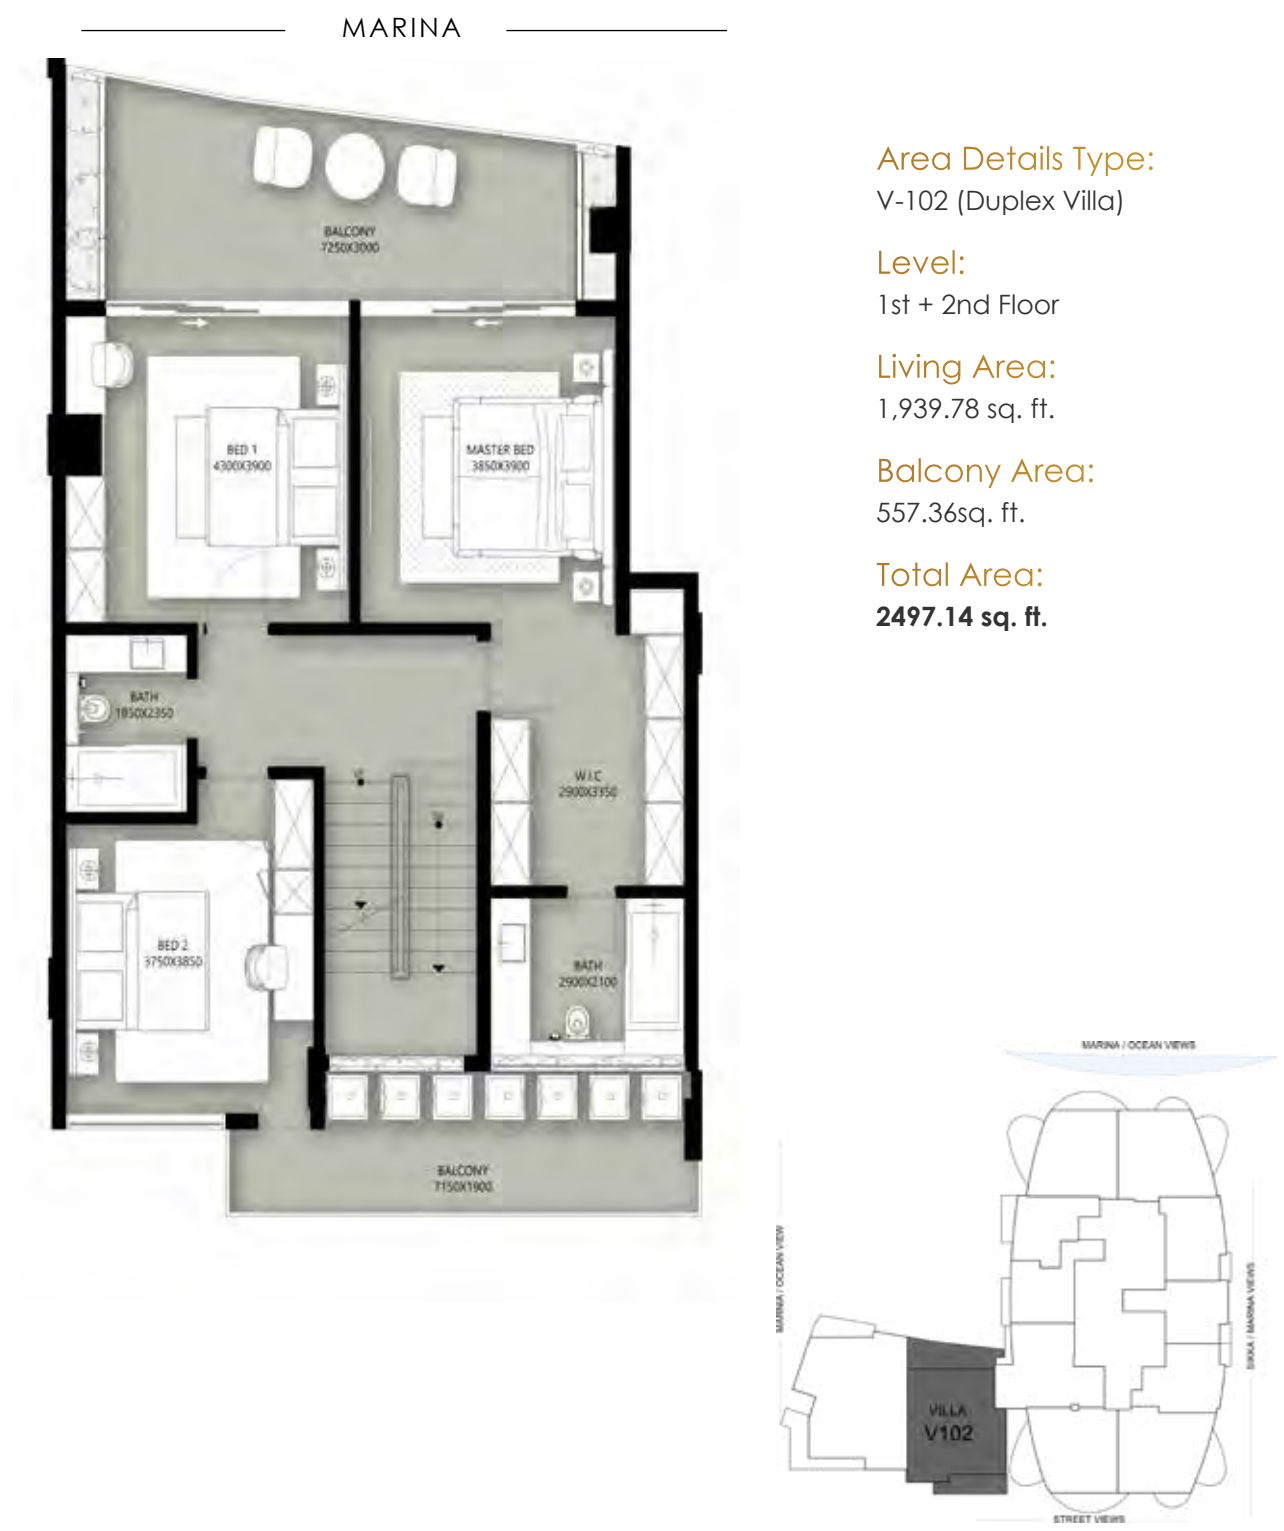 MARINA
BALCONY
7250X3000
BED 1
4300X3900
MASTER BED
3850X3900
BATH
1850X2350
W.I.C
2900X3350
BED 2
3750X3850
BATH
2900X2100
BALCONY
7150X1900
Area Details Type:
V-102 (Duplex Villa)
Level:
1st + 2nd Floor
Living Area:
1,939.78 sq. ft.
Balcony Area:
557.36sq. ft.
Total Area:
2497.14 sq. ft.
MARINA / OCEAN VIEWS
MARINA / OCEAN VIEW
SIKKA / MARINA VIEWS
VILLA
V102
STREET VIEWS